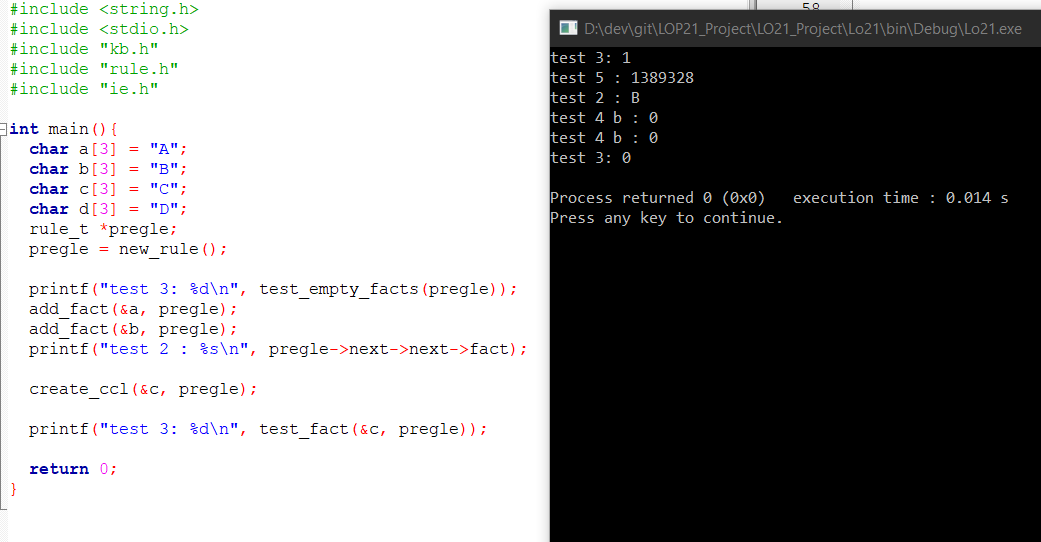 #include <string.h>
#include <stdio.h>
#include "kb.h"
#include "rule.h"
#include "ie.h"
int main(){
char a[3] = "A";
char b[3] = "B";
char c[3] = "C";
char d[3] = "D";
rule_t *pregle;
pregle = new_rule();
printf("test 3: %d\n", test_empty_facts(pregle));
add_fact(&a, pregle);
add_fact(&b, pregle);
printf("test 2 : %s\n", pregle->next->next->fact);
create_ccl(&c, pregle);
printf("test 3: %d\n", test_fact(&c, pregle));
return 0;
}
58
D:\dev\git\LOP21_Project\LO21_Project\Lo21\bin\Debug\Lo21.exe
test 3: 1
test 5 : 1389328
test 2 : B
test 4 b : 0
test 4 b : 0
test 3: 0
Process returned 0 (0x0)   execution time : 0.014 s
Press any key to continue.